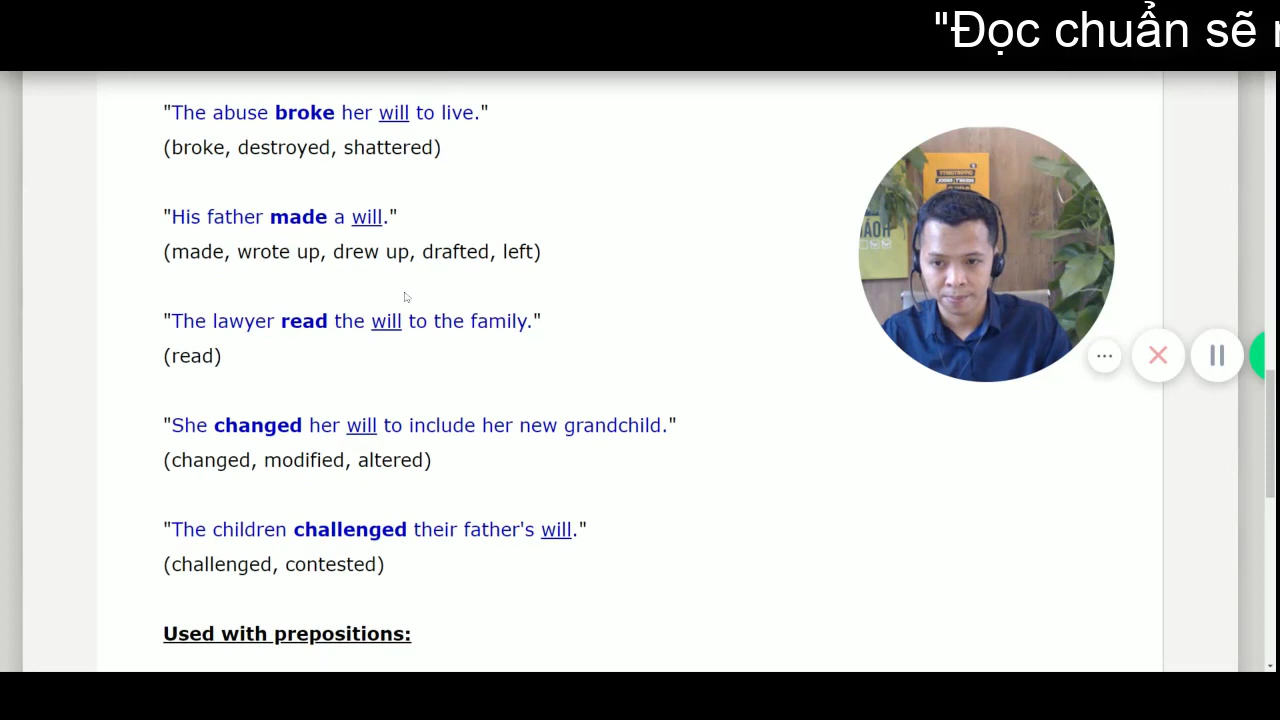 "Đọc chuẩn sẽ
"The abuse broke her will to live."
(broke, destroyed, shattered)
"His father made a will."
(made, wrote up, drew up, drafted, left)
"The lawyer read the will to the family."
(read)
"She changed her will to include her new grandchild."
(changed, modified, altered)
"The children challenged their father's will."
(challenged, contested)
Used with prepositions: